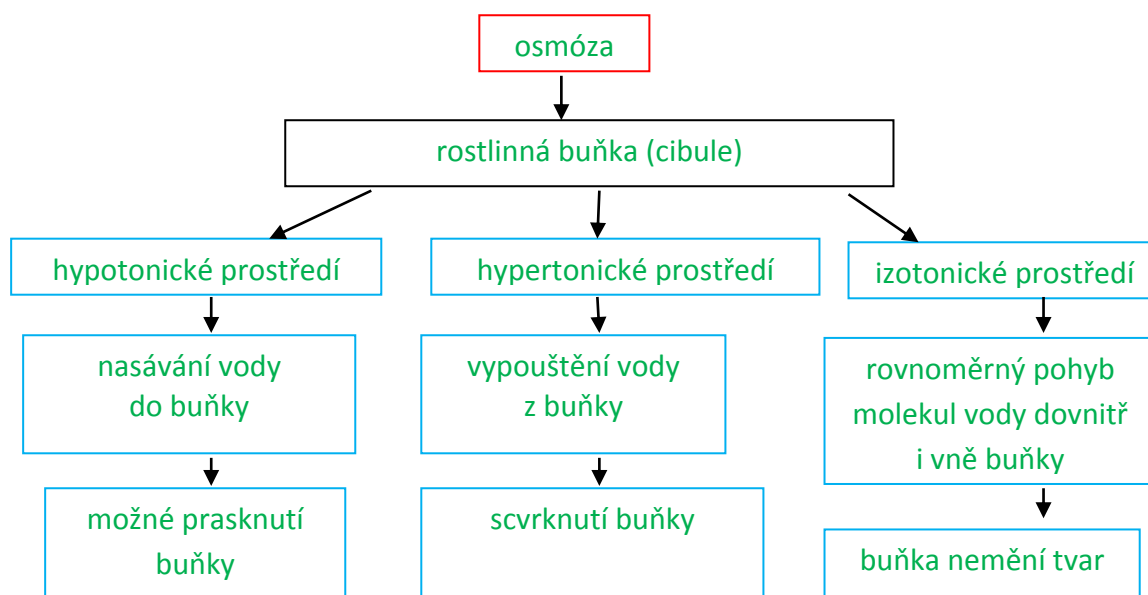 osmóza
rostlinná buňka (cibule)
hypotonické prostředí
hypertonické prostředí
izotonické prostředí
nasávání vody
do buňky
vypouštění vody
z buňky
rovnoměrný pohyb
molekul vody dovnitř
i vně buňky
možné prasknutí
buňky
scvrknutí buňky
buňka nemění tvar